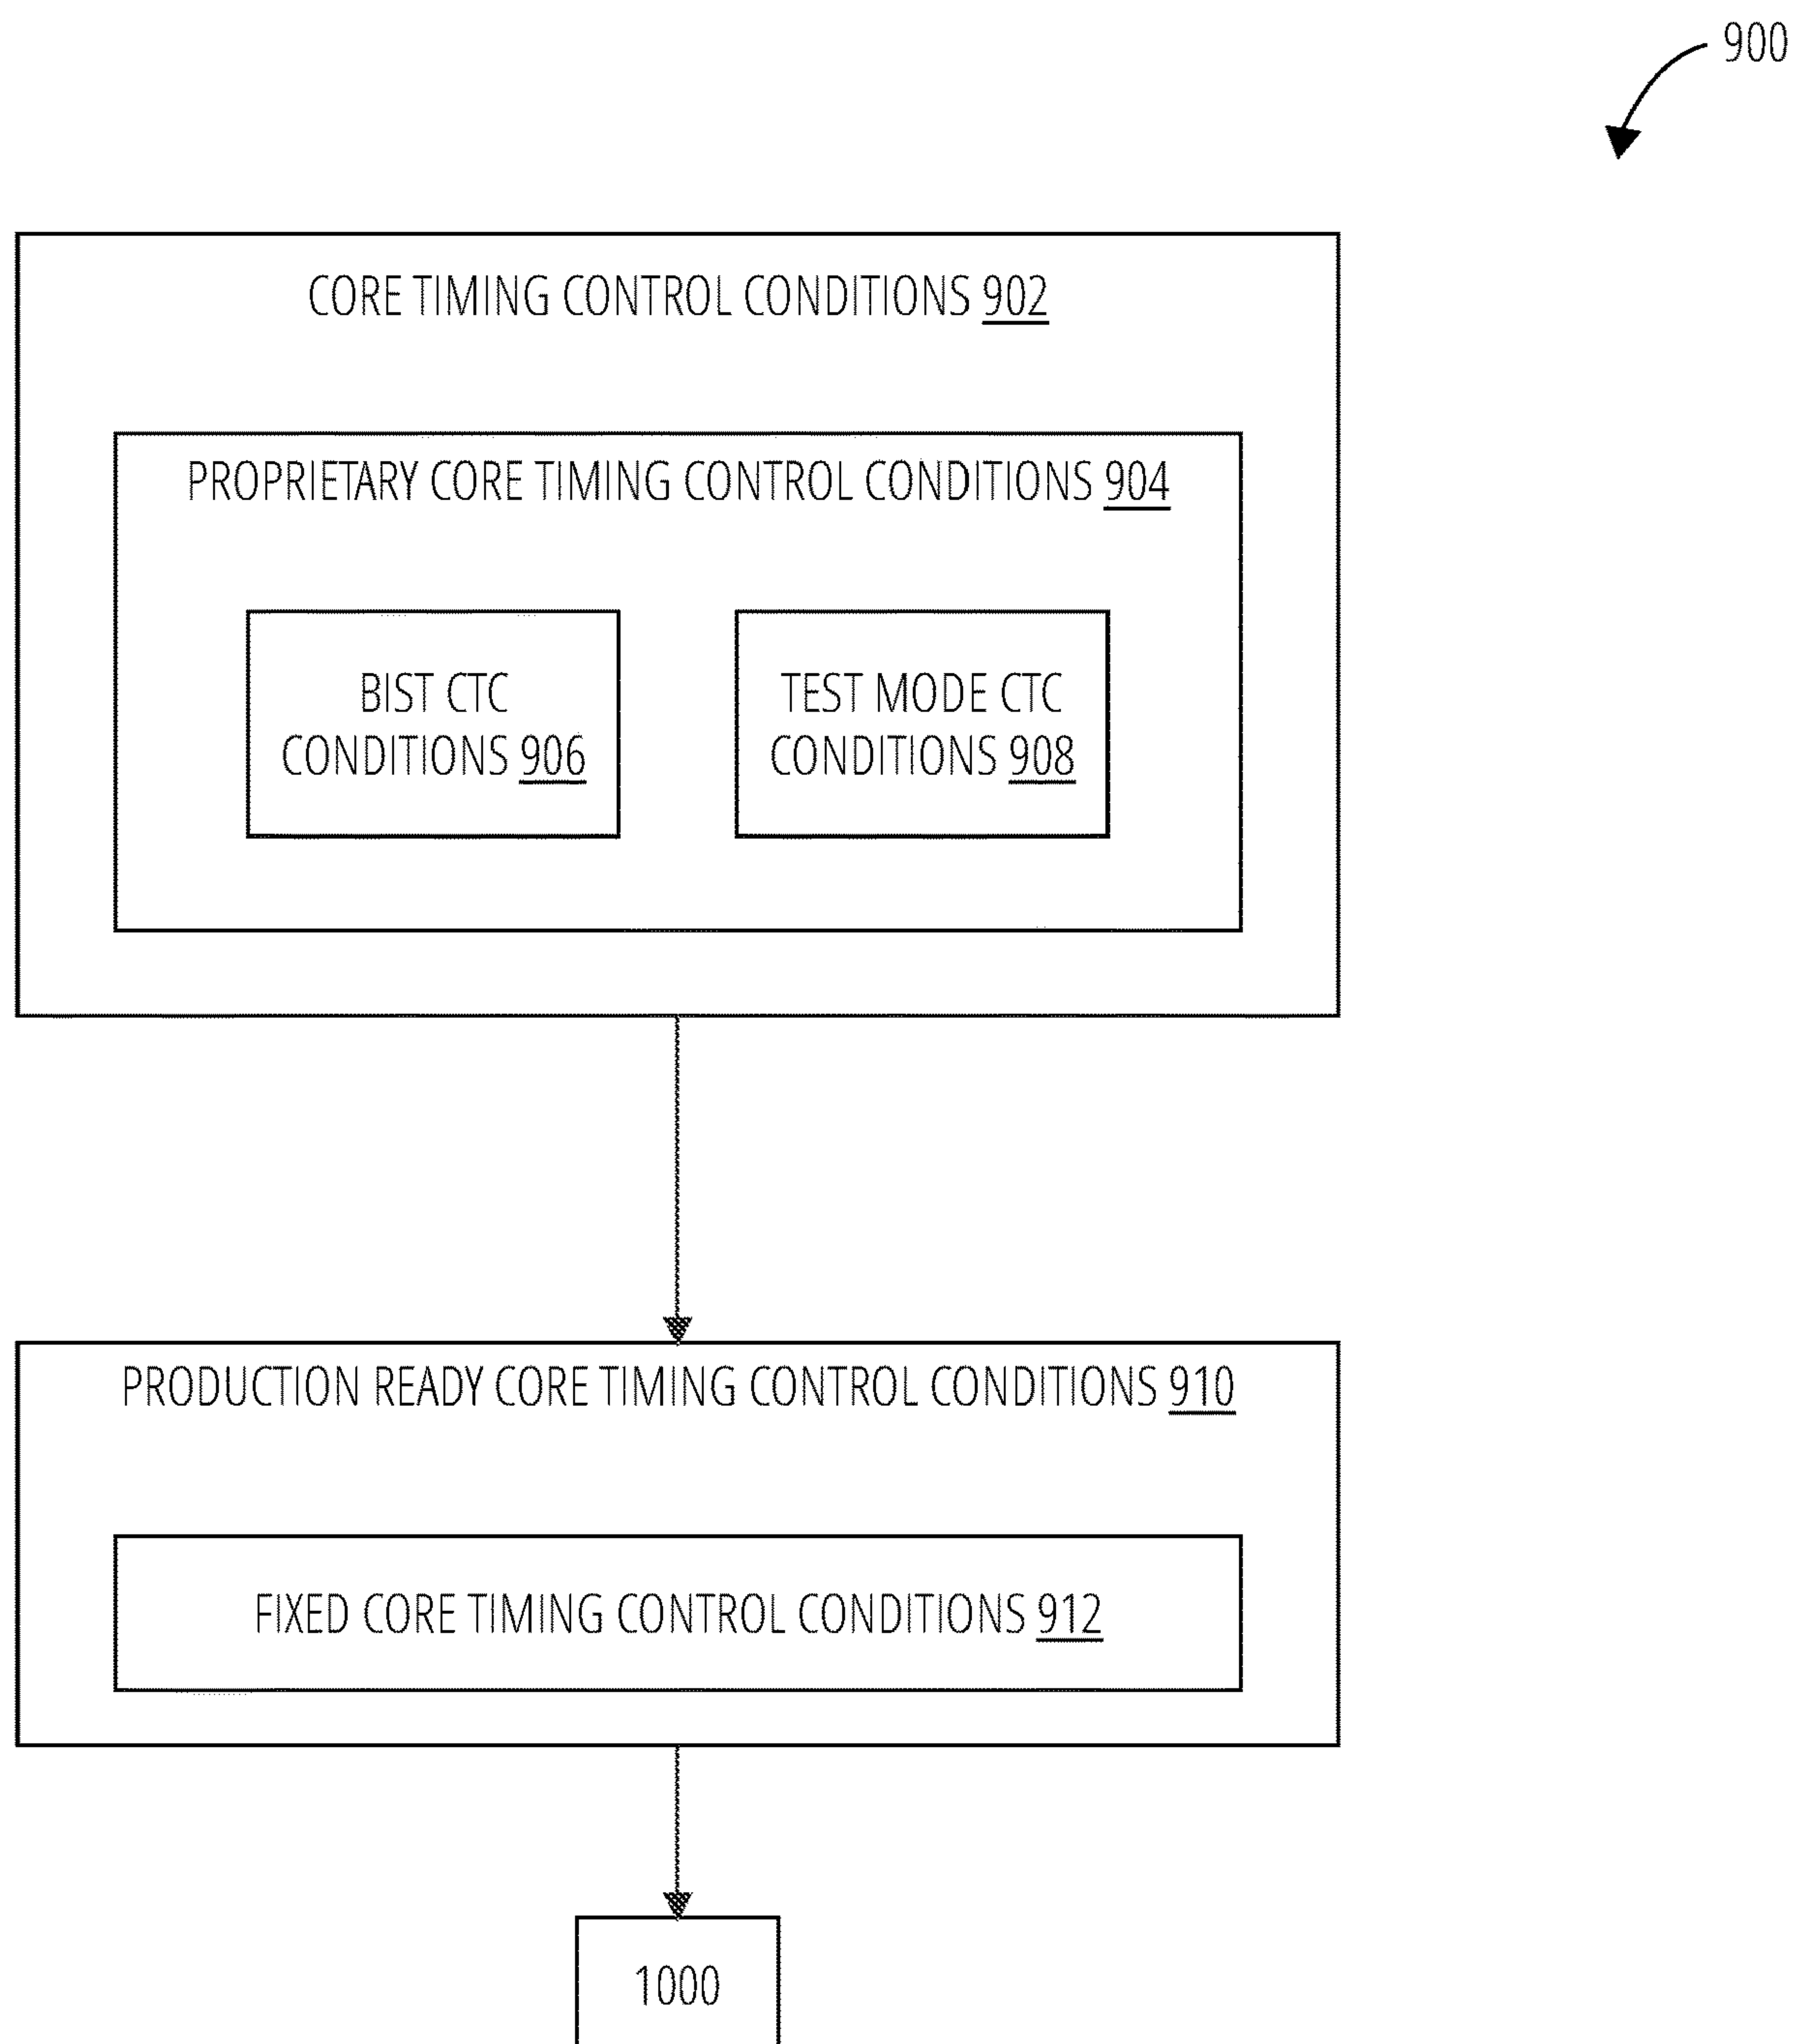 900
CORE TIMING CONTROL CONDITIONS 902
PROPRIETARY CORE TIMING CONTROL CONDITIONS 904
BIST CTC
CONDITIONS 906
TEST MODE CTC
CONDITIONS 908
PRODUCTION READY CORE TIMING CONTROL CONDITIONS 910
FIXED CORE TIMING CONTROL CONDITIONS 912
1000